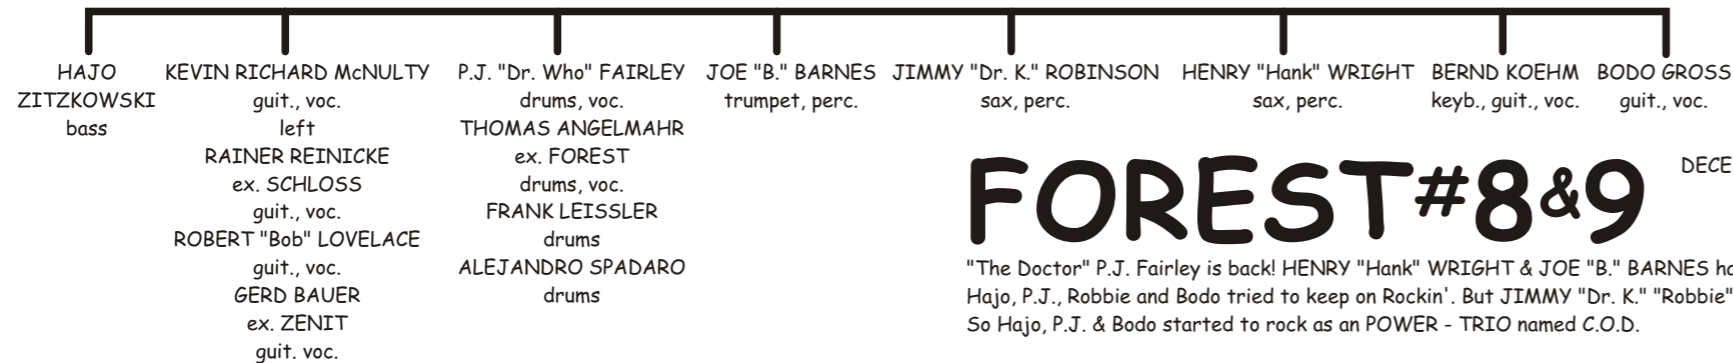 HAJO
ZITZKOWSKI
bass
KEVIN RICHARD McNULTY
guit., voc.
left
RAINER REINICKE
ex. SCHLOSS
guit., voc.
ROBERT "Bob" LOVELACE
guit., voc.
GERD BAUER
ex. ZENIT
guit. voc.
P.J. "Dr. Who" FAIRLEY
drums, voc.
THOMAS ANGELMAHR
ex. FOREST
drums, voc.
FRANK LEISSLER
drums
ALEJANDRO SPADARO
drums
JOE "B." BARNES
trumpet, perc.
JIMMY "Dr. K." ROBINSON
sax, perc.
HENRY "Hank" WRIGHT
sax, perc.
BERND KOEHM
keyb., guit., voc.
BODO GROSS
guit., voc.
FOREST#8&9
"The Doctor" P.J. Fairley is back! HENRY "Hank" WRIGHT & JOE "B." BARNES
Hajo, P.J., Robbie and Bodo tried to keep on Rockin'. But JIMMY "Dr. K." "Robbie"
So Hajo, P.J. & Bodo started to rock as an POWER - TRIO named C.O.D.